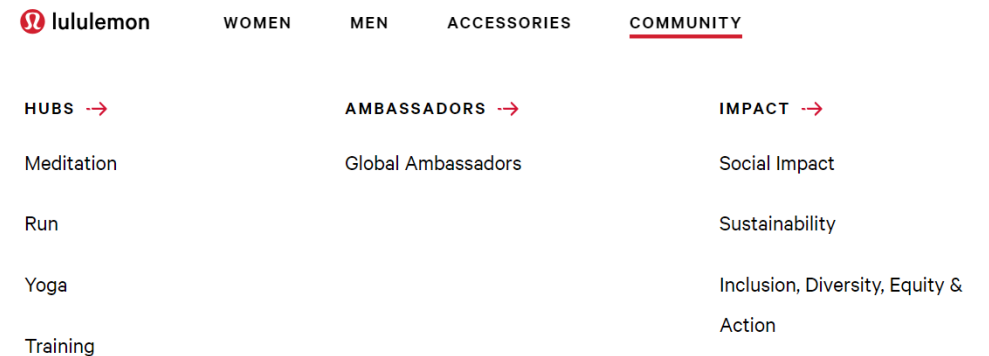 lululemon WOMEN MEN ACCESSORIES COMMUNITY
HUBS → AMBASSADORS → IMPACT →
Meditation Global Ambassadors Social Impact
Run Sustainability
Yoga Inclusion, Diversity, Equity &
Action
Training